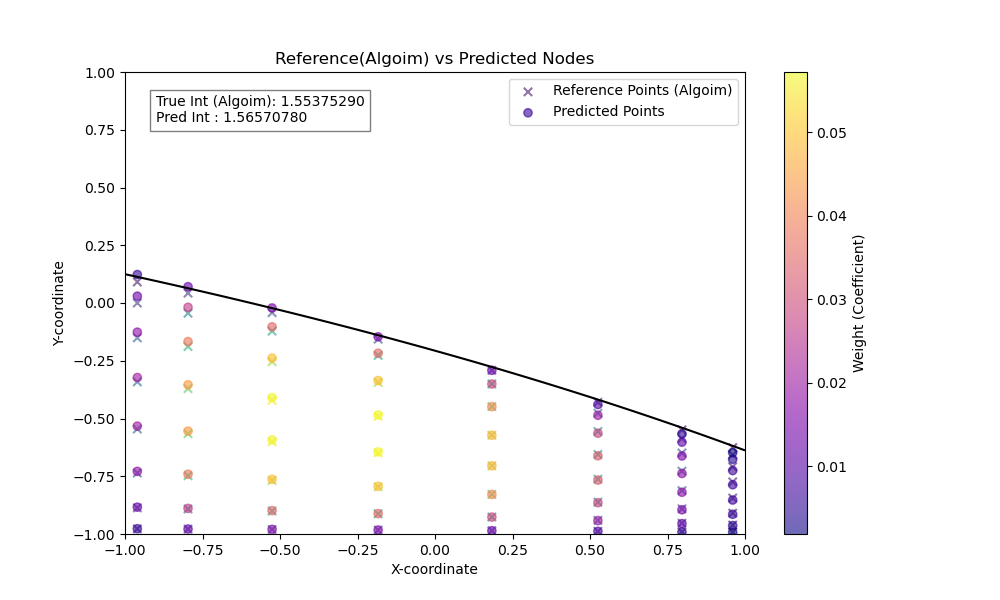 Reference(Algoim) vs Predicted Nodes
True Int (Algoim): 1.55375290
Pred Int : 1.56570780
Reference Points (Algoim)
Predicted Points
1.00
0.75
0.50
0.25
0.00
−0.25
−0.50
−0.75
−1.00
Y-coordinate
−1.00
−0.75
−0.50
−0.25
0.00
0.25
0.50
0.75
1.00
X-coordinate
0.05
0.04
0.03
0.02
0.01
Weight (Coefficient)